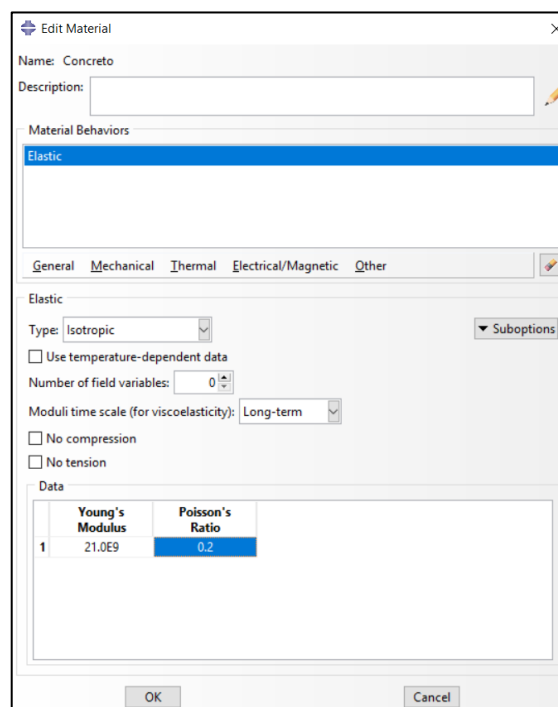 Edit Material
Name: Concreto
Description:
Material Behaviors
Elastic
General Mechanical Thermal Electrical/Magnetic Other
Elastic
Type: Isotropic
Suboptions
Use temperature-dependent data
Number of field variables: 0
Moduli time scale (for viscoelasticity): Long-term
No compression
No tension
Data
Young's Poisson's
Modulus Ratio
1 21.0E9 0.2
OK Cancel